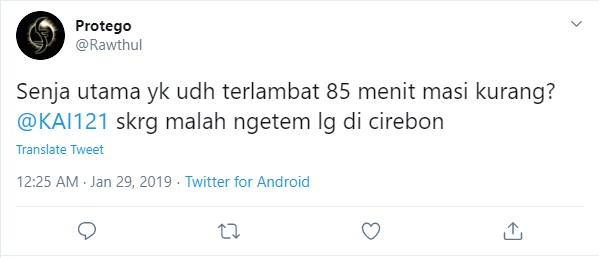 Protego
@Rawthul
Senja utama yk udh terlambat 85 menit masi kurang?
@KAI121 skrg malah ngetem lg di cirebon
Translate Tweet
12:25 AM · Jan 29, 2019 · Twitter for Android